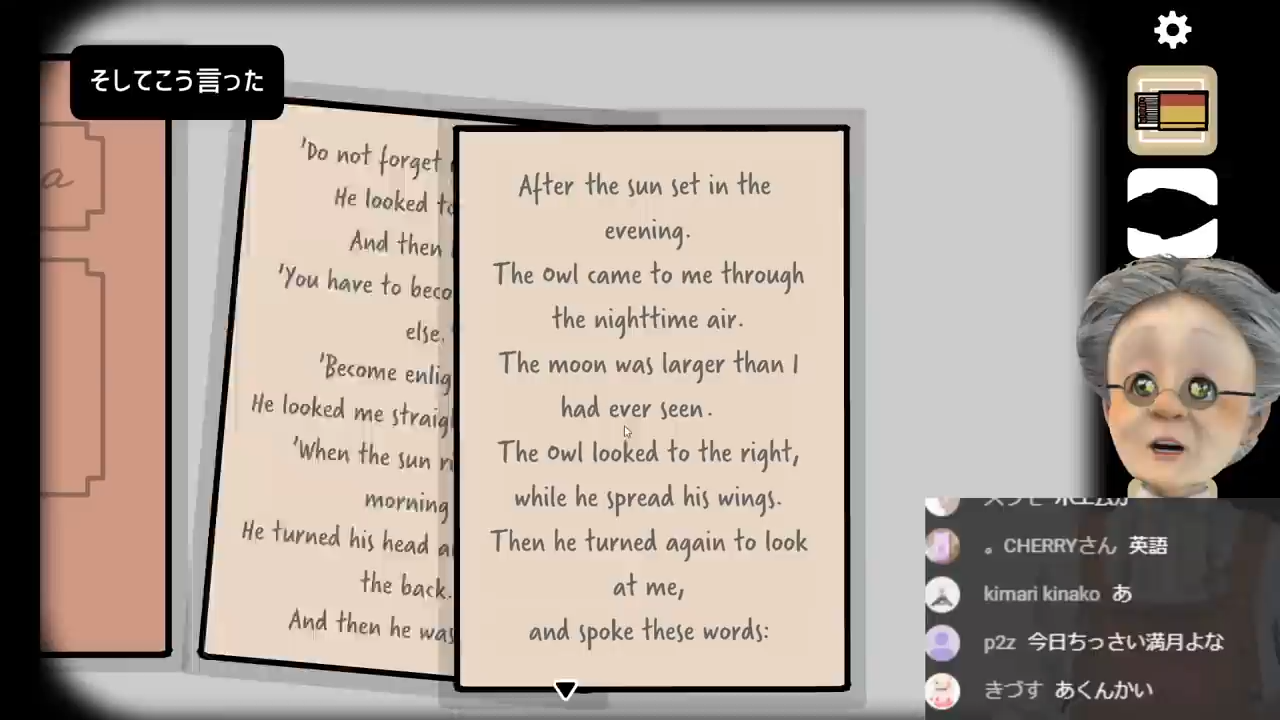 そしてこう言った
a
'Do not forget
He looked
And then
'You have to
else.
'Become
He looked me
'When the sun
morning
He turned his head
the back.
And then he was
After the sun set in the
evening.
The Owl came to me through
the nighttime air.
The moon was larger than I
had ever seen.
The Owl looked to the right,
while he spread his wings.
Then he turned again to look
at me,
and spoke these words:
。CHERRYさん 英語
kimari kinako あ
p2z 今日ちっさい満月よな
きづす あくんかい